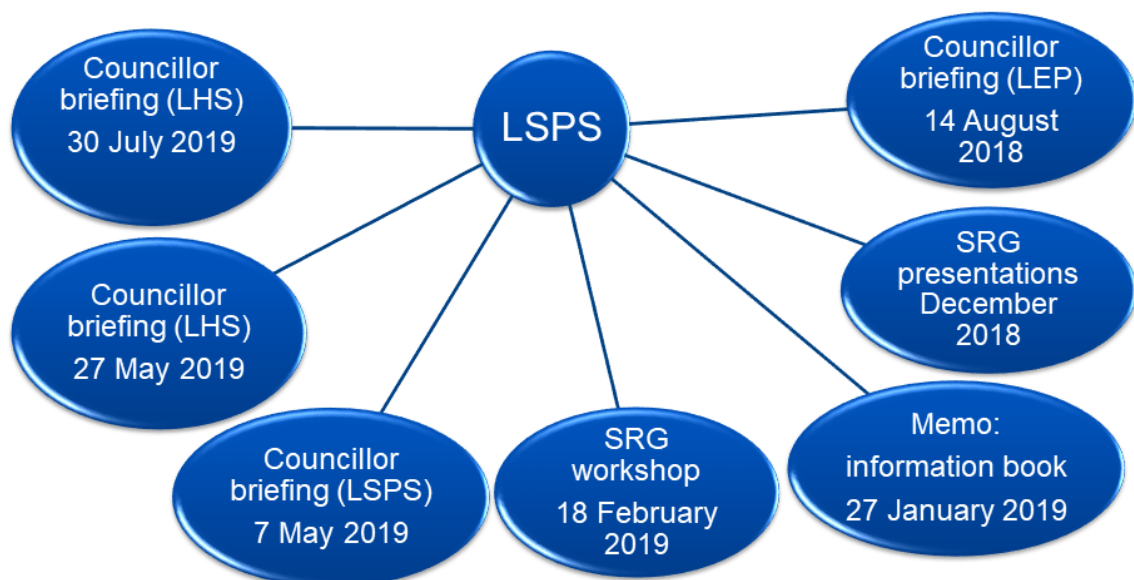 LSPS
Councillor
briefing (LEP)
14 August
2018
SRG
presentations
December
2018
Memo:
information book
27 January 2019
SRG
workshop
18 February
2019
Councillor
briefing (LSPS)
7 May 2019
Councillor
briefing (LHS)
27 May 2019
Councillor
briefing (LHS)
30 July 2019